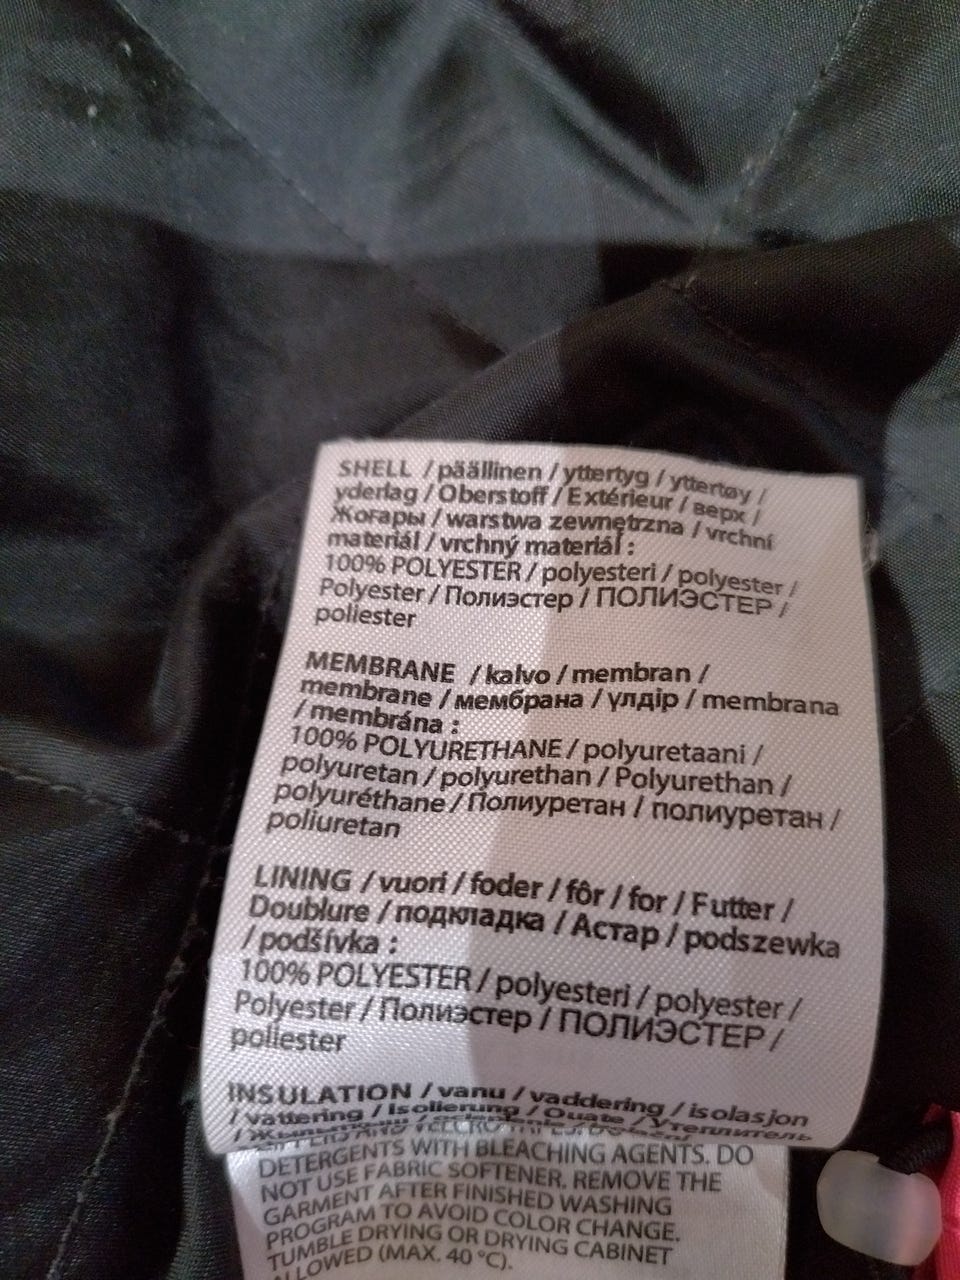 SHELL / päällinen / yttertyg / yttertøy /
yderlag / Oberstoff / Extérieur / верх /
Жоғары / warstwa zewnętrzna / vrchní
materiál / vrchný materiál :
100% POLYESTER / polyesteri / polyester /
Polyester / Полиэстер / ПОЛИЭСТЕР /
poliester
MEMBRANE / kalvo / membran /
membrane / мембрана / үлдір / membrana
/ membrána :
100% POLYURETHANE / polyuretaani /
polyuretan / polyurethan / Polyurethan /
polyuréthane / Полиуретан / полиуретан /
poliuretan
LINING / vuori / foder / fôr / for / Futter /
Doublure / подкладка / Астар / podszewka
/ podšívka :
100% POLYESTER / polyesteri / polyester /
Polyester / Полиэстер / ПОЛИЭСТЕР /
poliester
INSULATION / vanu / vaddering / isolasjon
/ vattering / Isolierung / Ouate / Утеплитель
DETERGENTS WITH BLEACHING AGENTS. DO
NOT USE FABRIC SOFTENER. REMOVE THE
GARMENT AFTER FINISHED WASHING
PROGRAM TO AVOID COLOR CHANGE.
TUMBLE DRYING OR DRYING CABINET
ALLOWED (MAX. 40 °C).